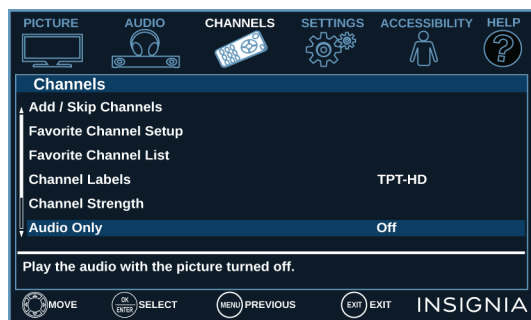 PICTURE AUDIO CHANNELS SETTINGS ACCESSIBILITY HELP
?
Channels
Add / Skip Channels
Favorite Channel Setup
Favorite Channel List
Channel Labels TPT-HD
Channel Strength
Audio Only Off
Play the audio with the picture turned off.
MOVE OK ENTER SELECT MENU PREVIOUS EXIT EXIT INSIGNIA